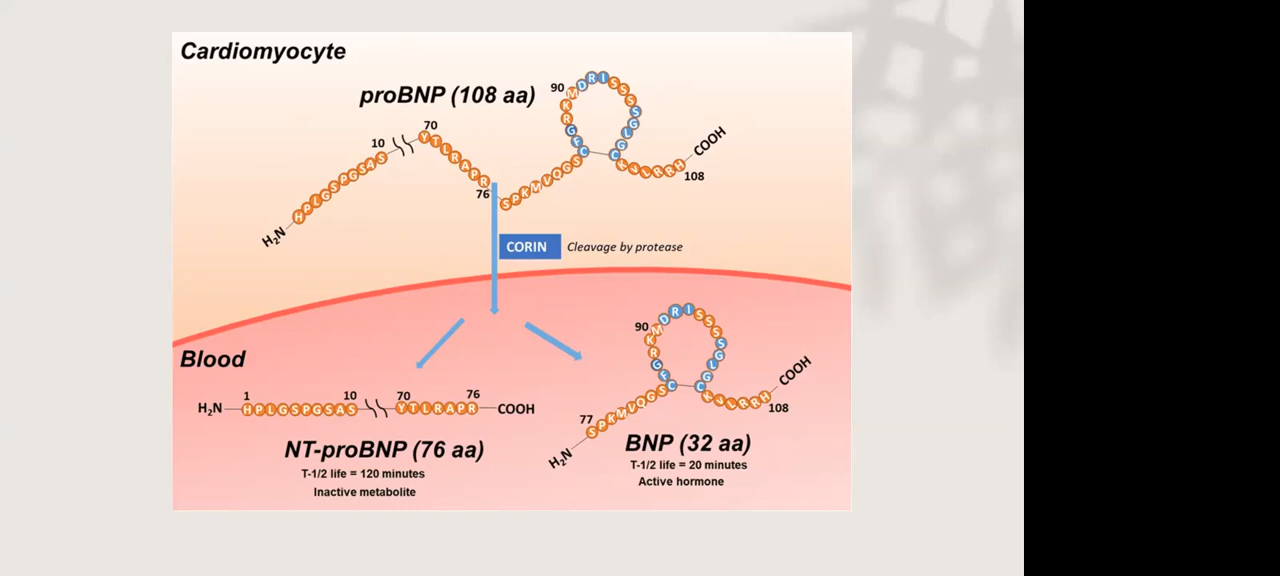 Cardiomyocyte
proBNP (108 aa)
90
M D R I S S S S G L G C
K R G F C
70
10
Y T L R A P R
H P L G S P G S A S
H₂N
76
S P K M V Q G S
COOH
108
CORIN
Cleavage by protease
Blood
1
10
70
76
H₂N
H P L G S P G S A S
Y T L R A P R
COOH
NT-proBNP (76 aa)
T-1/2 life = 120 minutes
Inactive metabolite
90
M D R I S S S S G L G C
K R G F C
77
S P K M V Q G S
H₂N
COOH
108
BNP (32 aa)
T-1/2 life = 20 minutes
Active hormone